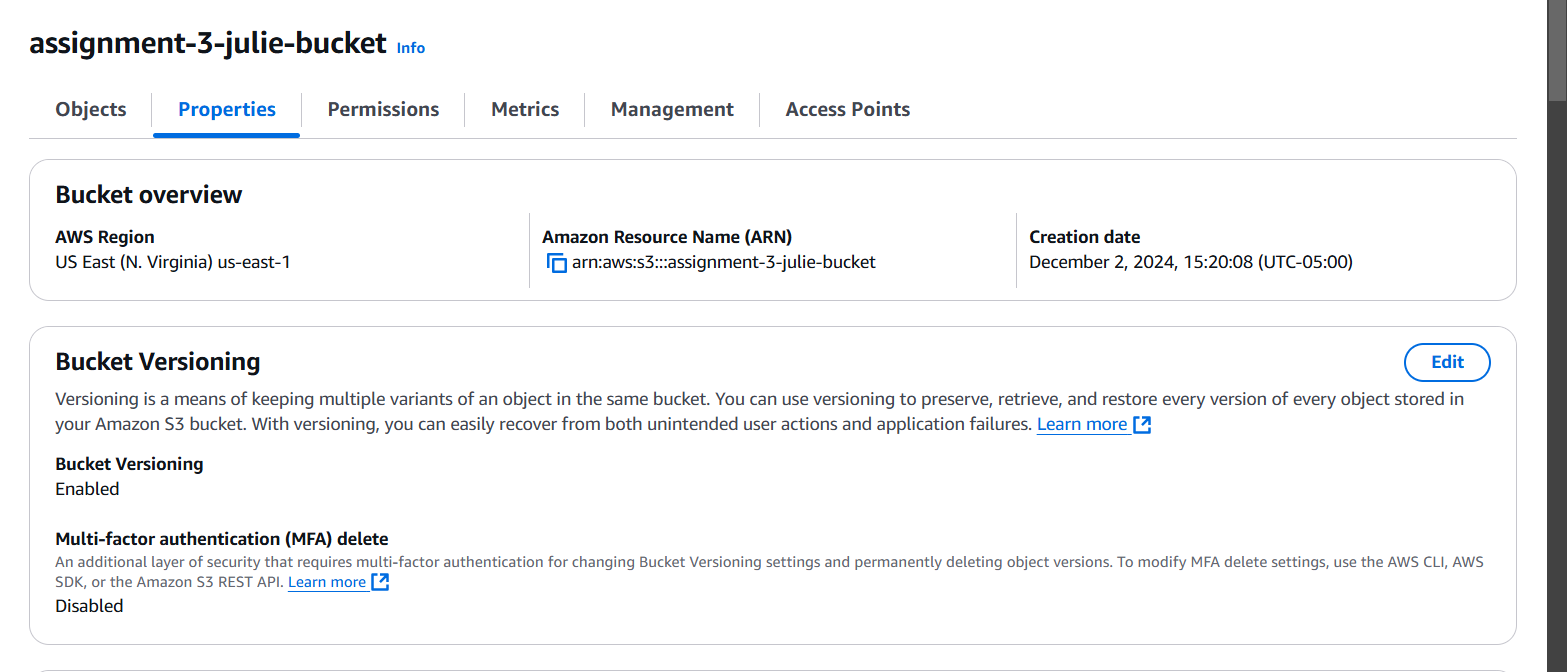 assignment-3-julie-bucket Info
Objects Properties Permissions Metrics Management Access Points
Bucket overview
AWS Region
US East (N. Virginia) us-east-1
Amazon Resource Name (ARN)
arn:aws:s3:::assignment-3-julie-bucket
Creation date
December 2, 2024, 15:20:08 (UTC-05:00)
Bucket Versioning
Edit
Versioning is a means of keeping multiple variants of an object in the same bucket. You can use versioning to preserve, retrieve, and restore every version of every object stored in
your Amazon S3 bucket. With versioning, you can easily recover from both unintended user actions and application failures. Learn more
Bucket Versioning
Enabled
Multi-factor authentication (MFA) delete
An additional layer of security that requires multi-factor authentication for changing Bucket Versioning settings and permanently deleting object versions. To modify MFA delete settings, use the AWS CLI, AWS
SDK, or the Amazon S3 REST API. Learn more
Disabled